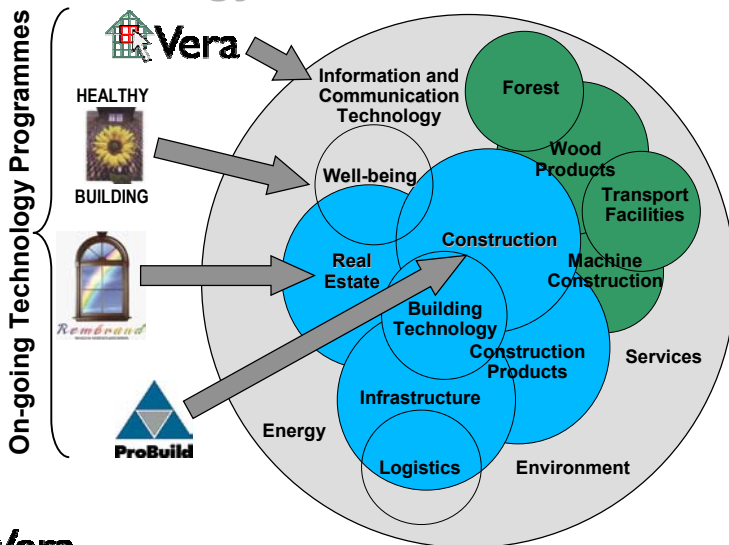 On-going Technology Programmes
Vera
HEALTHY
BUILDING
Rembrand
ProBuild
Information and
Communication
Technology
Forest
Wood
Products
Transport
Facilities
Machine
Construction
Well-being
Construction
Real
Estate
Building
Technology
Construction
Products
Services
Infrastructure
Energy
Logistics
Environment